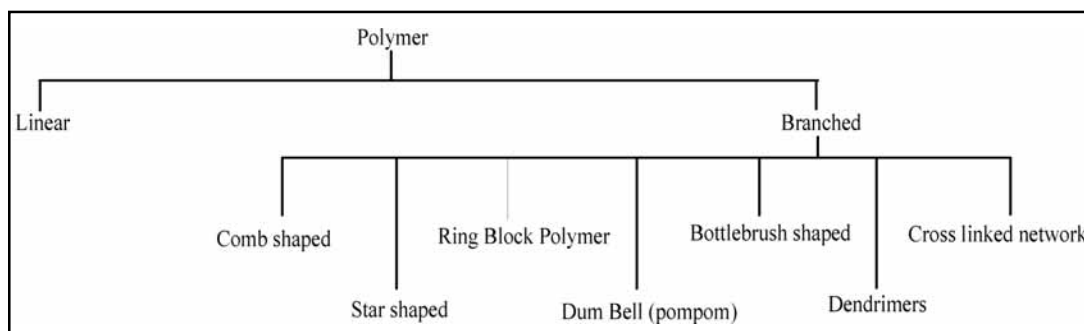 Polymer
Linear
Branched
Comb shaped
Ring Block Polymer
Bottlebrush shaped
Cross linked network
Star shaped
Dum Bell (pompom)
Dendrimers